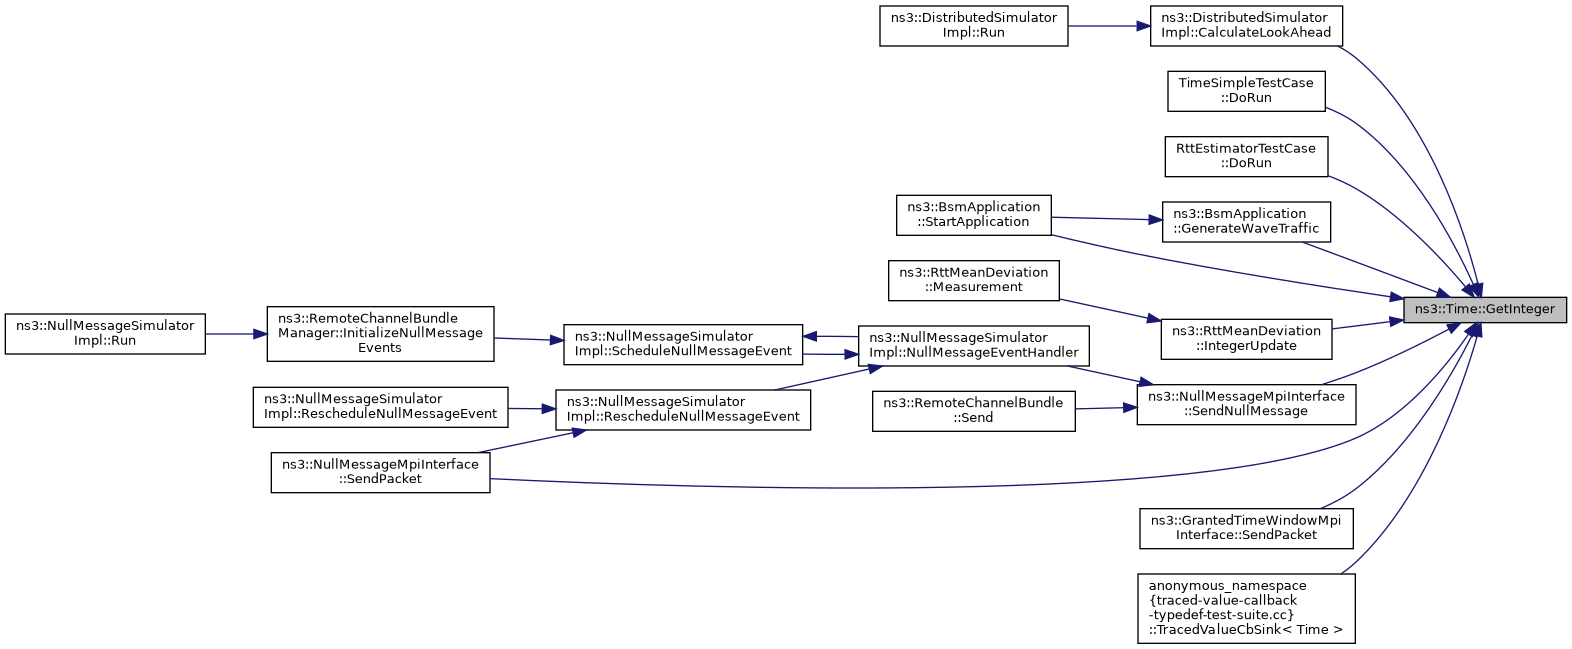 ns3::DistributedSimulator
Impl::Run
ns3::DistributedSimulator
Impl::CalculateLookAhead
TimeSimpleTestCase
::DoRun
RttEstimatorTestCase
::DoRun
ns3::BsmApplication
::StartApplication
ns3::BsmApplication
::GenerateWaveTraffic
ns3::RttMeanDeviation
::Measurement
ns3::Time::GetInteger
ns3::NullMessageSimulator
Impl::Run
ns3::RemoteChannelBundle
Manager::InitializeNullMessage
Events
ns3::NullMessageSimulator
Impl::ScheduleNullMessageEvent
ns3::NullMessageSimulator
Impl::NullMessageEventHandler
ns3::RttMeanDeviation
::IntegerUpdate
ns3::NullMessageSimulator
Impl::RescheduleNullMessageEvent
ns3::NullMessageSimulator
Impl::RescheduleNullMessageEvent
ns3::RemoteChannelBundle
::Send
ns3::NullMessageMpiInterface
::SendNullMessage
ns3::NullMessageMpiInterface
::SendPacket
ns3::GrantedTimeWindowMpi
Interface::SendPacket
anonymous_namespace
{traced-value-callback
-typedef-test-suite.cc}
::TracedValueCbSink< Time >